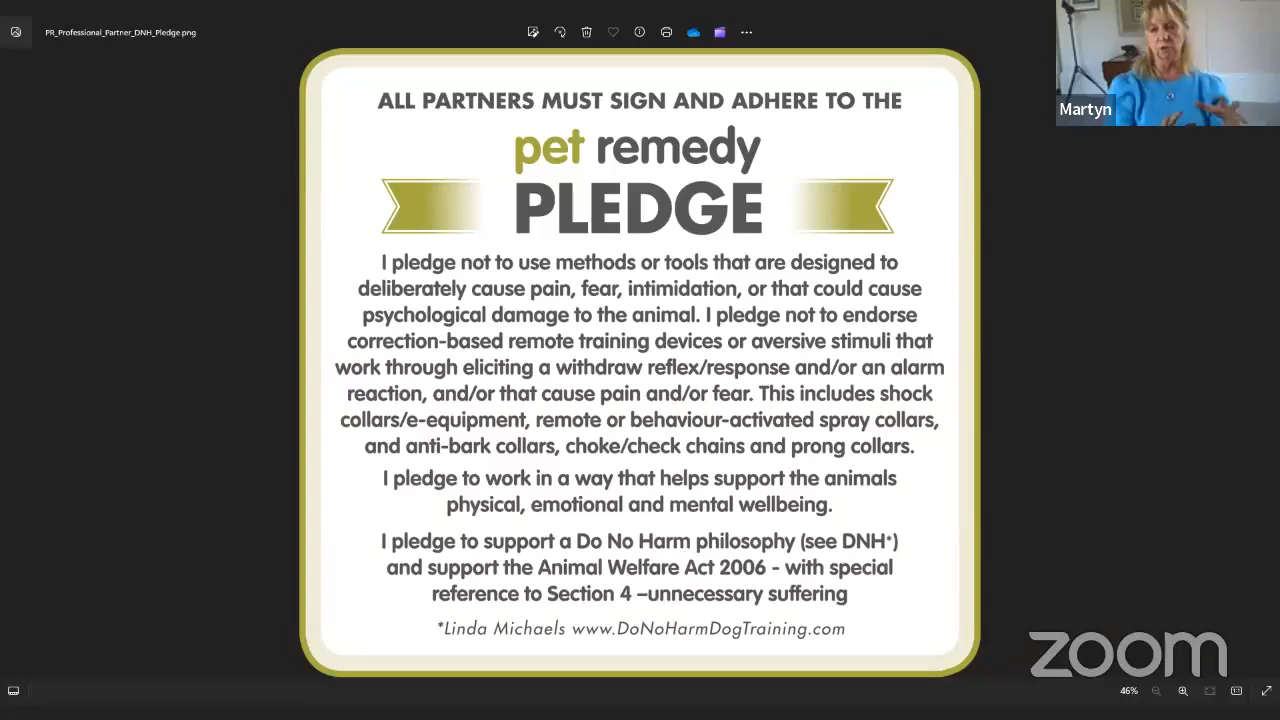 PR_Professional_Partner_DNH_Pledge.png
Martyn
ALL PARTNERS MUST SIGN AND ADHERE TO THE
pet remedy
PLEDGE
I pledge not to use methods or tools that are designed to
deliberately cause pain, fear, intimidation, or that could cause
psychological damage to the animal. I pledge not to endorse
correction-based remote training devices or aversive stimuli that
work through eliciting a withdraw reflex/response and/or an alarm
reaction, and/or that cause pain and/or fear. This includes shock
collars/e-equipment, remote or behaviour-activated spray collars,
and anti-bark collars, choke/check chains and prong collars.
I pledge to work in a way that helps support the animals
physical, emotional and mental wellbeing.
I pledge to support a Do No Harm philosophy (see DNH*)
and support the Animal Welfare Act 2006 - with special
reference to Section 4 –unnecessary suffering
*Linda Michaels www.DoNoHarmDogTraining.com
zoom
46%